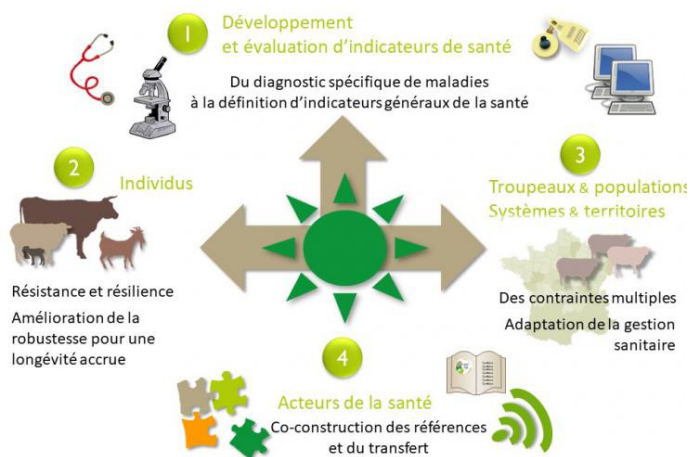 1
Développement
et évaluation d'indicateurs de santé
Du diagnostic spécifique de maladies
à la définition d'indicateurs généraux de la santé
2
Individus
Résistance et résilience
Amélioration de la
robustesse pour une
longévité accrue
3
Troupeaux & populations
Systèmes & territoires
Des contraintes multiples
Adaptation de la gestion
sanitaire
4
Acteurs de la santé
Co-construction des références
et du transfert